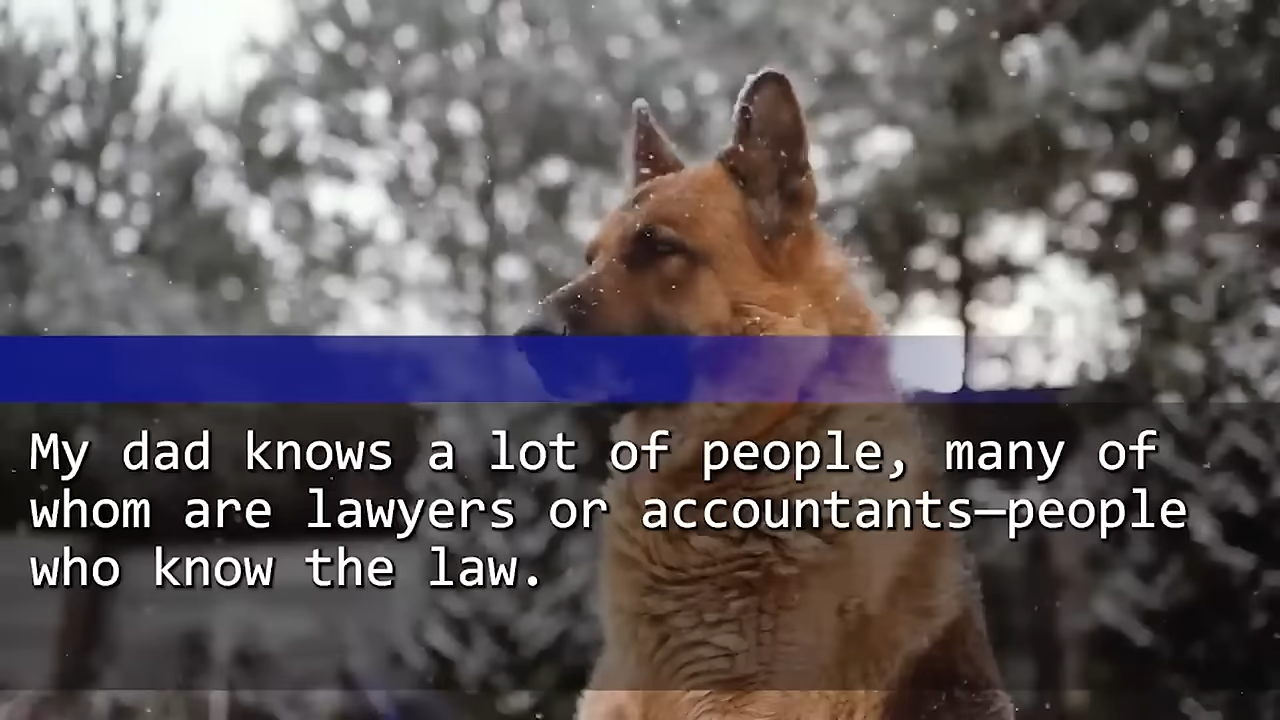 My dad knows a lot of people, many of
whom are lawyers or accountants—people
who know the law.